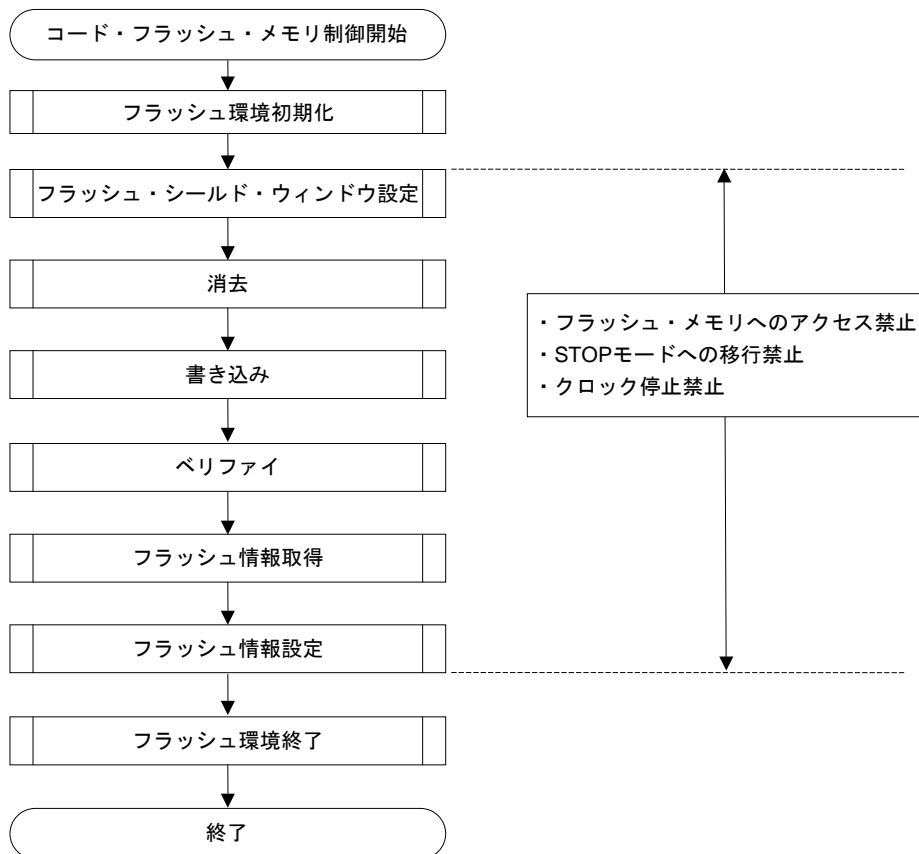 コード・フラッシュ・メモリ制御開始
フラッシュ環境初期化
フラッシュ・シールド・ウィンドウ設定
消去
書き込み
ベリファイ
フラッシュ情報取得
フラッシュ情報設定
フラッシュ環境終了
終了
・フラッシュ・メモリへのアクセス禁止
・STOPモードへの移行禁止
・クロック停止禁止